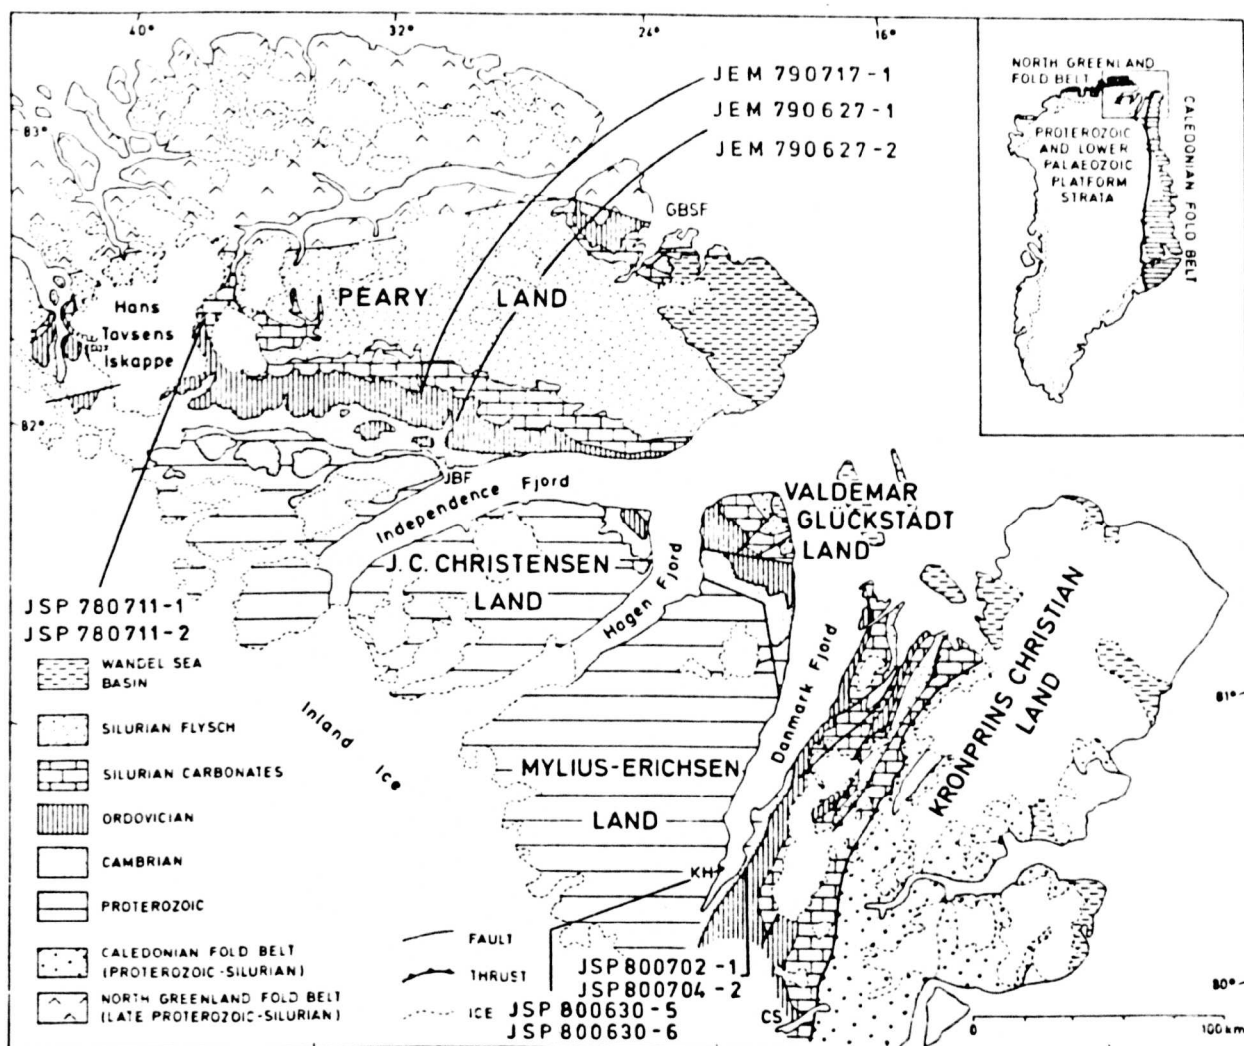 40°
32°
24°
16°
JEM 790717-1
JEM 790627-1
JEM 790627-2
NORTH GREENLAND
FOLD BELT
CALEDONIAN FOLD BELT
PROTEROZOIC
AND LOWER
PALAEOZOIC
PLATFORM
STRATA
83°
GBSF
PEARY LAND
Hans
Tavsens
Iskappe
82°
JBF
Independence Fjord
VALDEMAR
GLÜCKSTADT
LAND
J.C. CHRISTENSEN
LAND
Hagen Fjord
Danmark Fjord
KRONPRINS CHRISTIAN
LAND
JSP 780711-1
JSP 780711-2
81°
Inland Ice
MYLIUS-ERICHSEN
LAND
KH
WANDEL SEA
BASIN
SILURIAN FLYSCH
SILURIAN CARBONATES
ORDOVICIAN
CAMBRIAN
PROTEROZOIC
CALEDONIAN FOLD BELT
(PROTEROZOIC-SILURIAN)
NORTH GREENLAND FOLD BELT
(LATE PROTEROZOIC-SILURIAN)
FAULT
THRUST
ICE
JSP 800702-1
JSP 800704-2
JSP 800630-5
JSP 800630-6
CS
80°
0 100 km